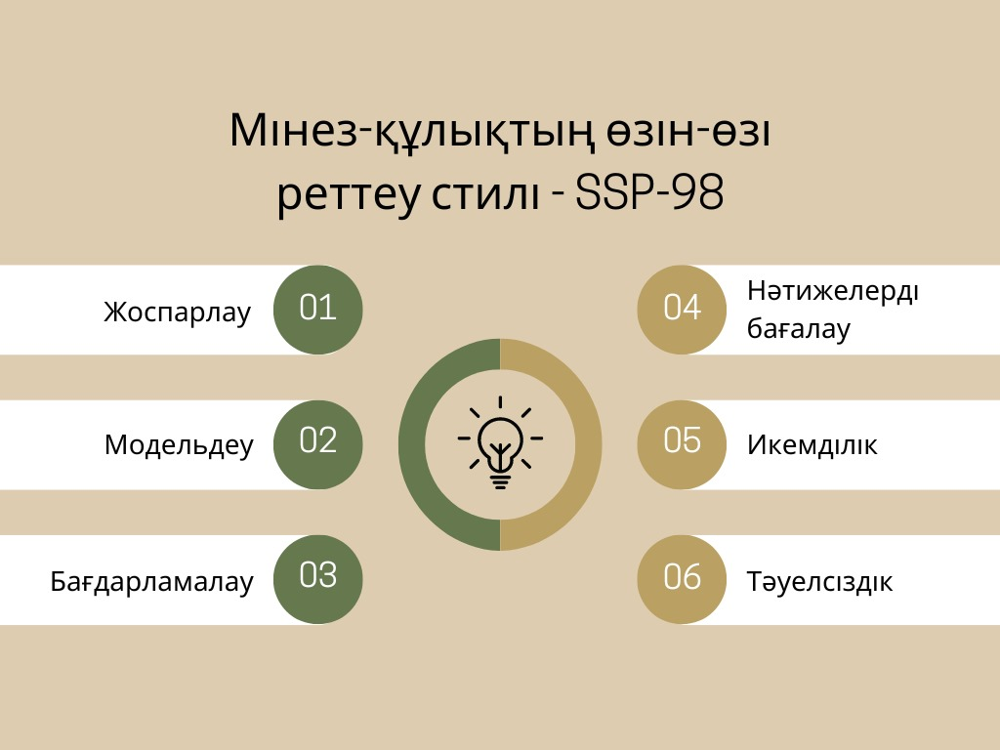 Мінез-құлықтың өзін-өзі
реттеу стилі - SSP-98
Жоспарлау
01
Модельдеу
02
Бағдарламалау
03
04
Нәтижелерді
бағалау
05
Икемділік
06
Тәуелсіздік